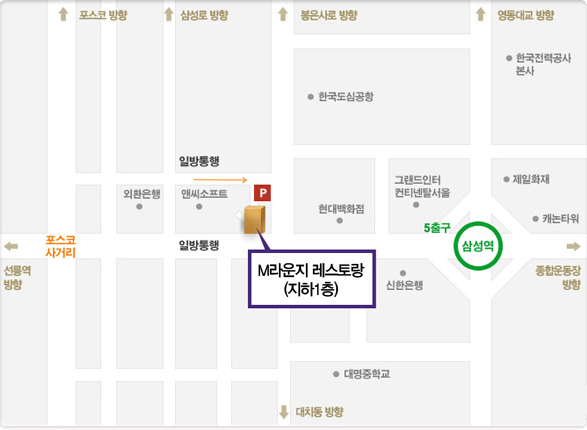 포스코 방향
삼성로 방향
봉은사로 방향
영동대교 방향
한국전력공사
본사
한국도심공항
일방통행
P
외환은행
앤씨소프트
그랜드인터
컨티넨탈서울
제일화재
현대백화점
5출구
캐논타워
포스코
사거리
일방통행
삼성역
선릉역
방향
M라운지 레스토랑
(지하1층)
신한은행
종합운동장
방향
대명중학교
대치동 방향